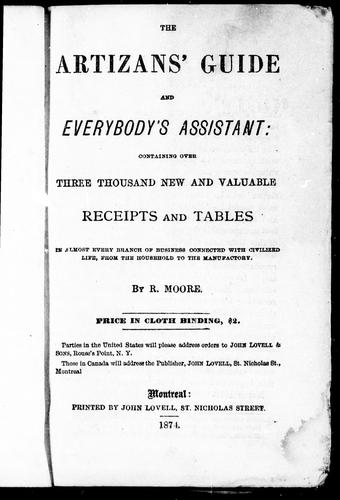 THE
ARTIZANS' GUIDE
AND
EVERYBODY'S ASSISTANT:
CONTAINING OVER
THREE THOUSAND NEW AND VALUABLE
RECEIPTS AND TABLES
IN ALMOST EVERY BRANCH OF BUSINESS CONNECTED WITH CIVILIZED
LIFE, FROM THE HOUSEHOLD TO THE MANUFACTORY.
BY R. MOORE.
PRICE IN CLOTH BINDING, $2.
Parties in the United States will please address orders to JOHN LOVELL &
SONS, Rouse's Point, N. Y.
Those in Canada will address the Publisher, JOHN LOVELL, St. Nicholas St.,
Montreal
Montreal:
PRINTED BY JOHN LOVELL, ST. NICHOLAS STREET.
1874.